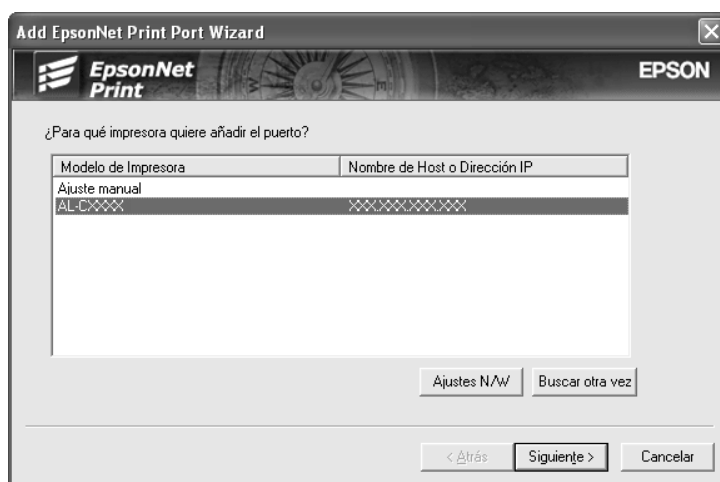 Add EpsonNet Print Port Wizard
EpsonNet
Print
EPSON
¿Para qué impresora quiere añadir el puerto?
Modelo de Impresora Nombre de Host o Dirección IP
Ajuste manual
AL-CXXXX XXX.XXX.XXX.XXX
Ajustes N/W Buscar otra vez
< Atrás Siguiente > Cancelar